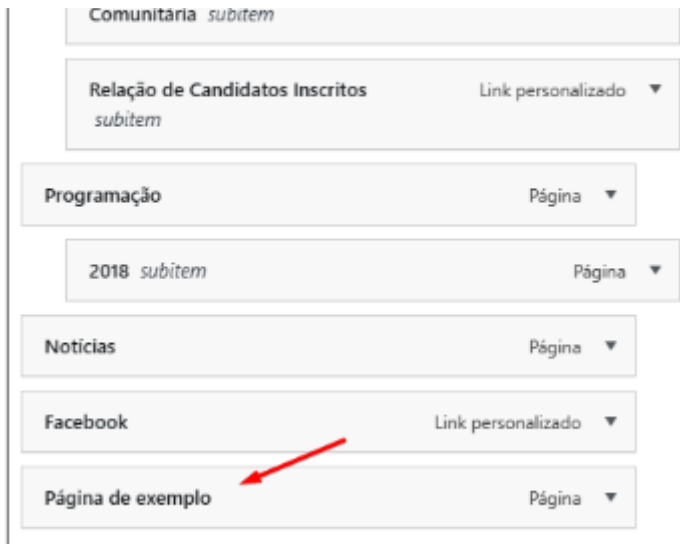 Comunitária subitem
Relação de Candidatos Inscritos Link personalizado
subitem
Programação Página
2018 subitem Página
Notícias Página
Facebook Link personalizado
Página de exemplo Página